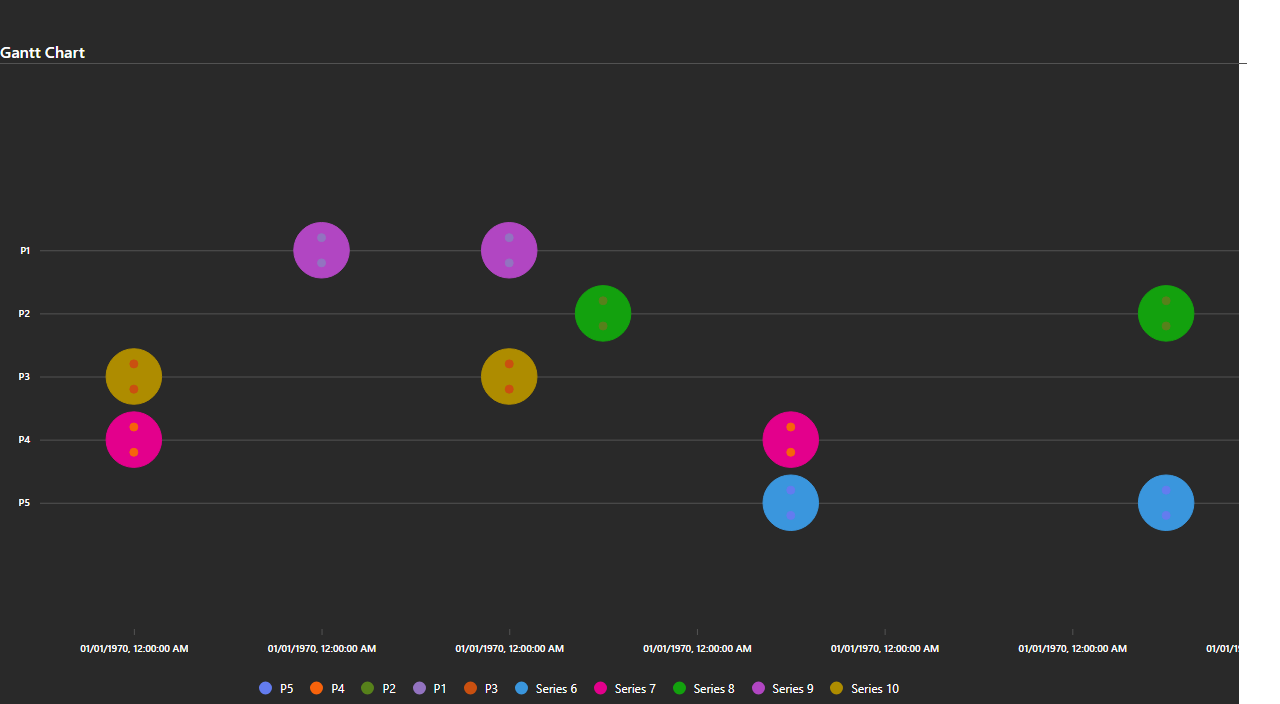 Gantt Chart
P1
P2
P3
P4
P5
01/01/1970, 12:00:00 AM 01/01/1970, 12:00:00 AM 01/01/1970, 12:00:00 AM 01/01/1970, 12:00:00 AM 01/01/1970, 12:00:00 AM 01/01/1970, 12:00:00 AM 01/01/1
P5 P4 P2 P1 P3 Series 6 Series 7 Series 8 Series 9 Series 10